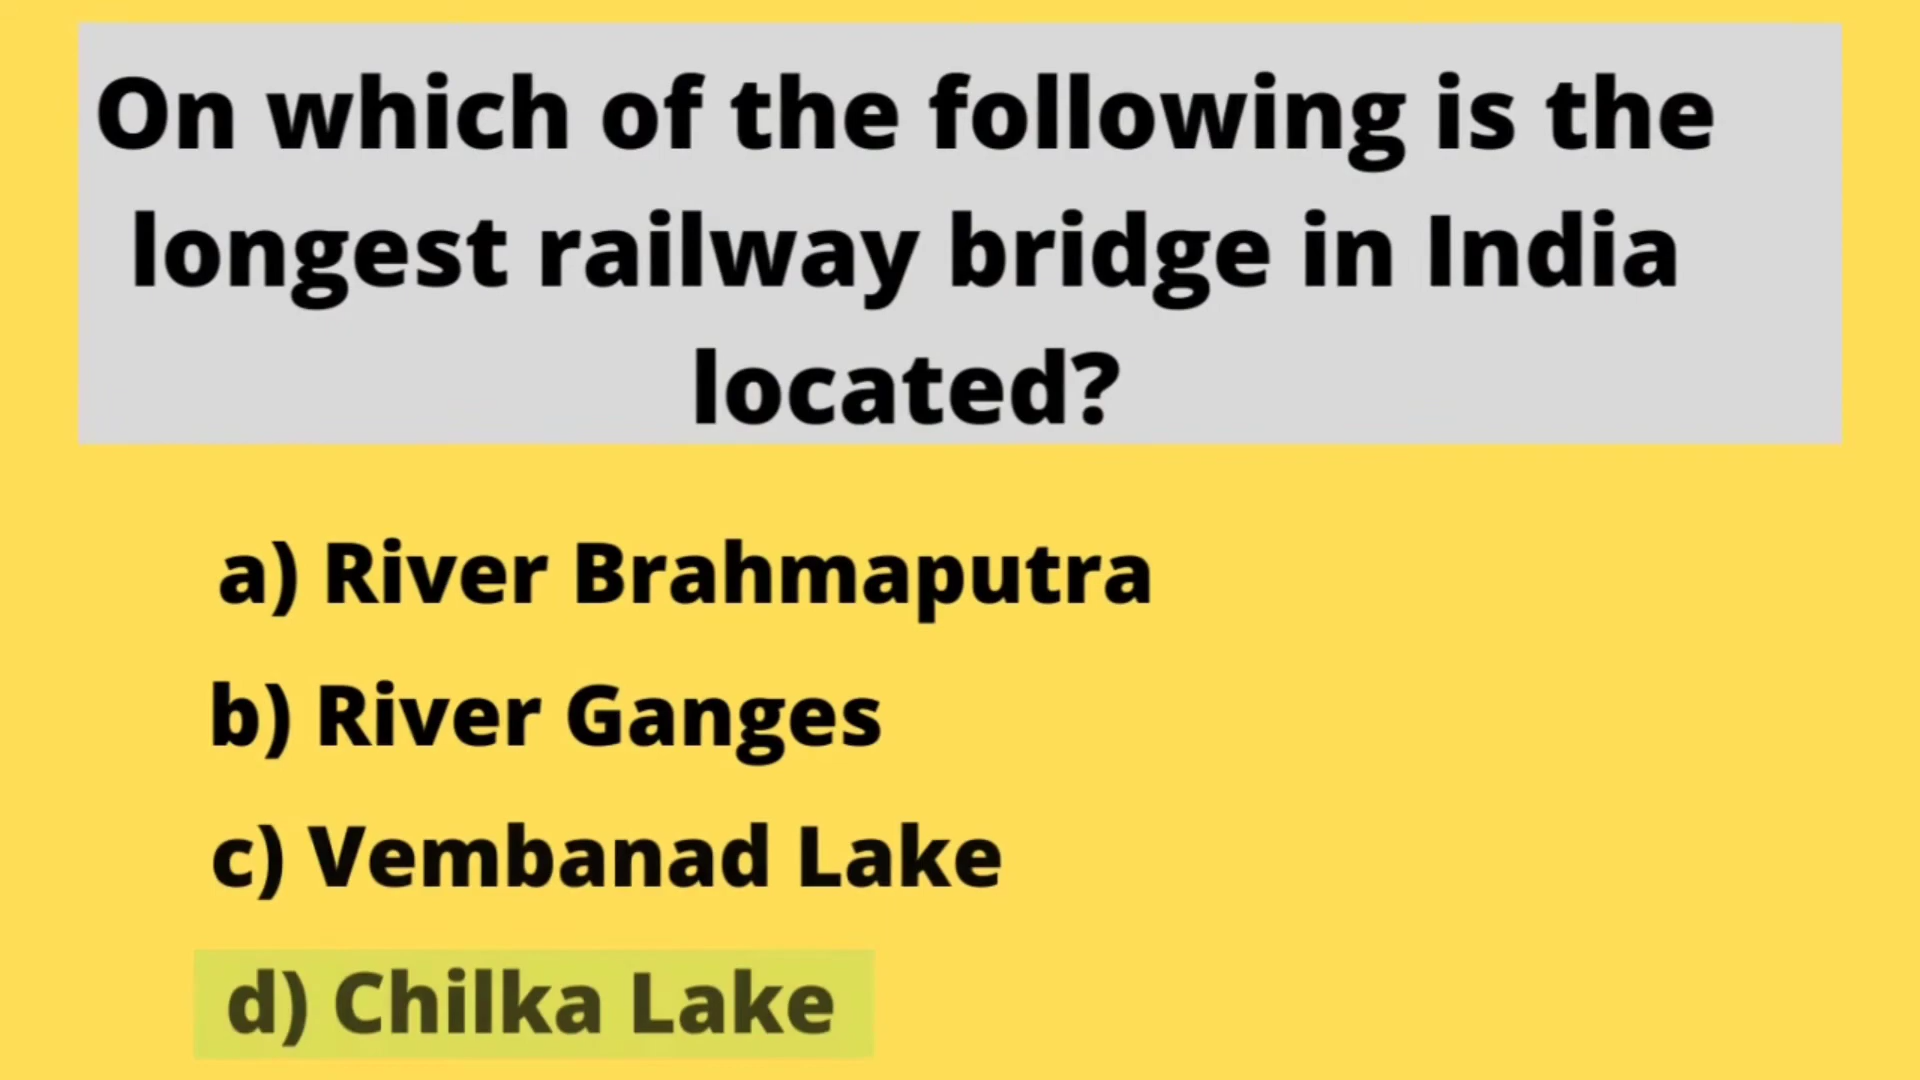 On which of the following is the
longest railway bridge in India
located?
a) River Brahmaputra
b) River Ganges
c) Vembanad Lake
d) Chilka Lake